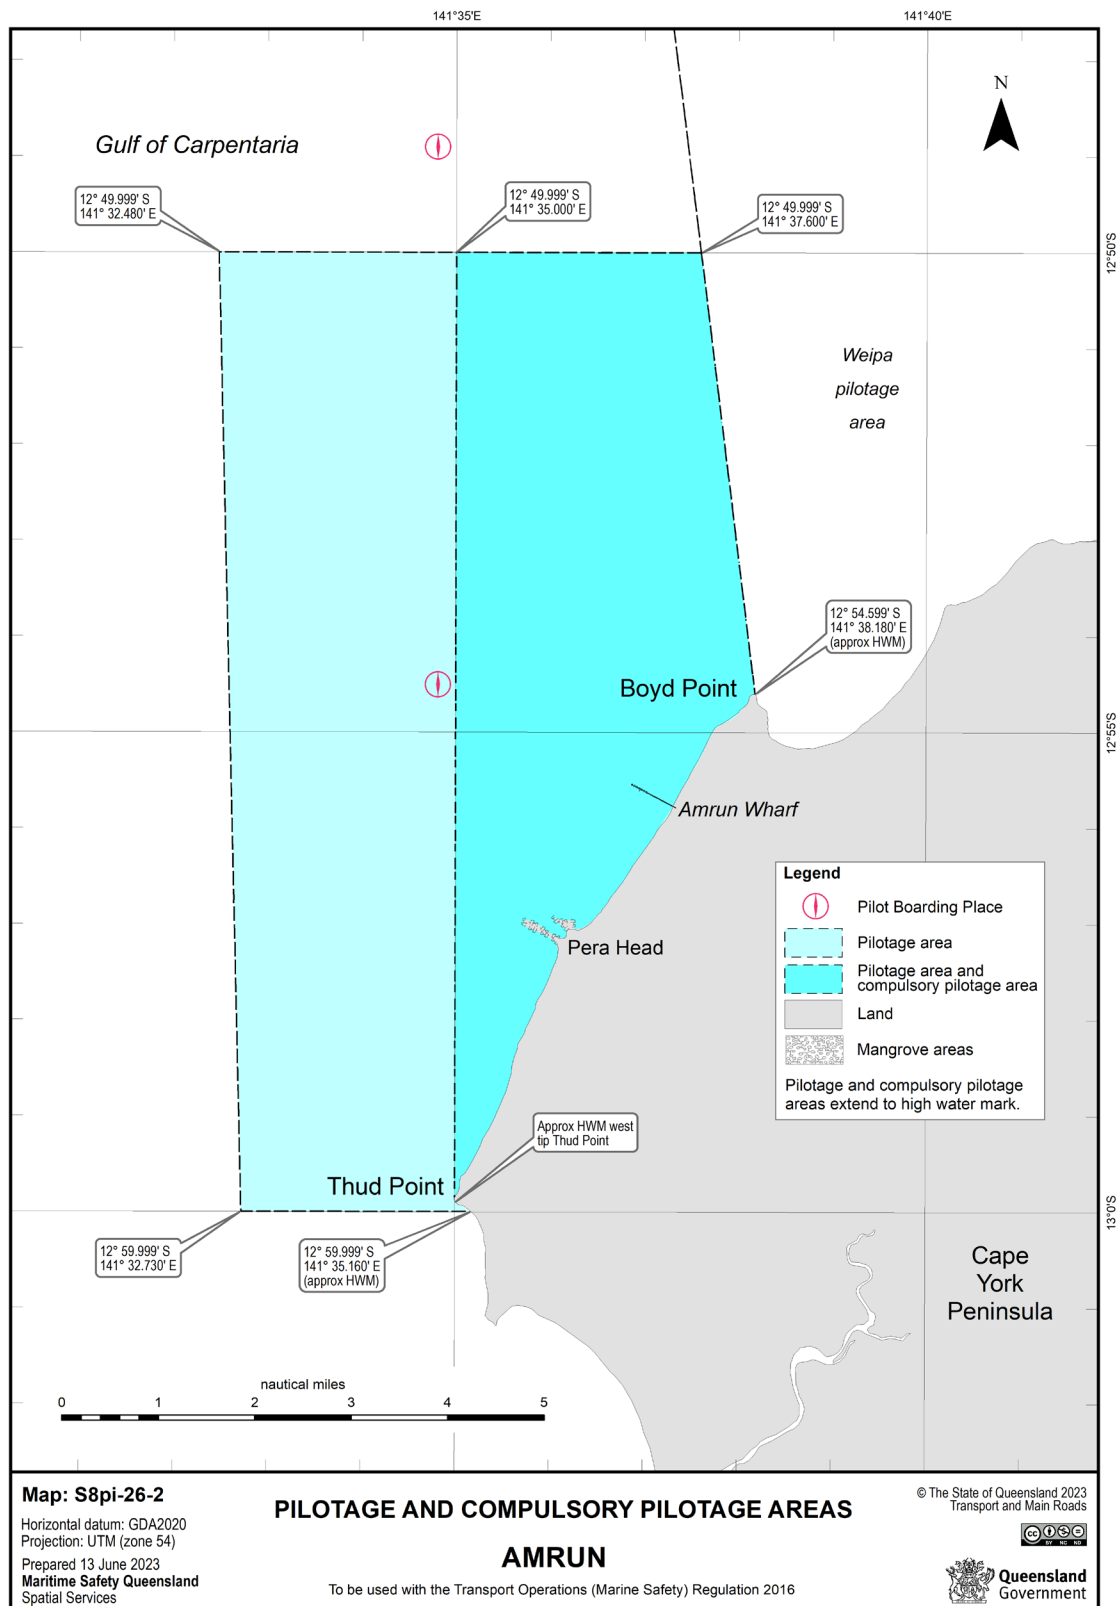 141°35'E
141°40'E
N
Gulf of Carpentaria
12° 49.999' S
141° 32.480' E
12° 49.999' S
141° 35.000' E
12° 49.999' S
141° 37.600' E
12°50'S
Weipa
pilotage
area
12° 54.599' S
141° 38.180' E
(approx HWM)
Boyd Point
12°55'S
Amrun Wharf
Legend
Pilot Boarding Place
Pilotage area
Pilotage area and
compulsory pilotage area
Land
Mangrove areas
Pilotage and compulsory pilotage
areas extend to high water mark.
Pera Head
Approx HWM west
tip Thud Point
Thud Point
13°0'S
12° 59.999' S
141° 32.730' E
12° 59.999' S
141° 35.160' E
(approx HWM)
Cape
York
Peninsula
nautical miles
0 1 2 3 4 5
Map: S8pi-26-2
Horizontal datum: GDA2020
Projection: UTM (zone 54)
Prepared 13 June 2023
Maritime Safety Queensland
Spatial Services
PILOTAGE AND COMPULSORY PILOTAGE AREAS
AMRUN
To be used with the Transport Operations (Marine Safety) Regulation 2016
© The State of Queensland 2023
Transport and Main Roads
cc
BY NC ND
Queensland
Government